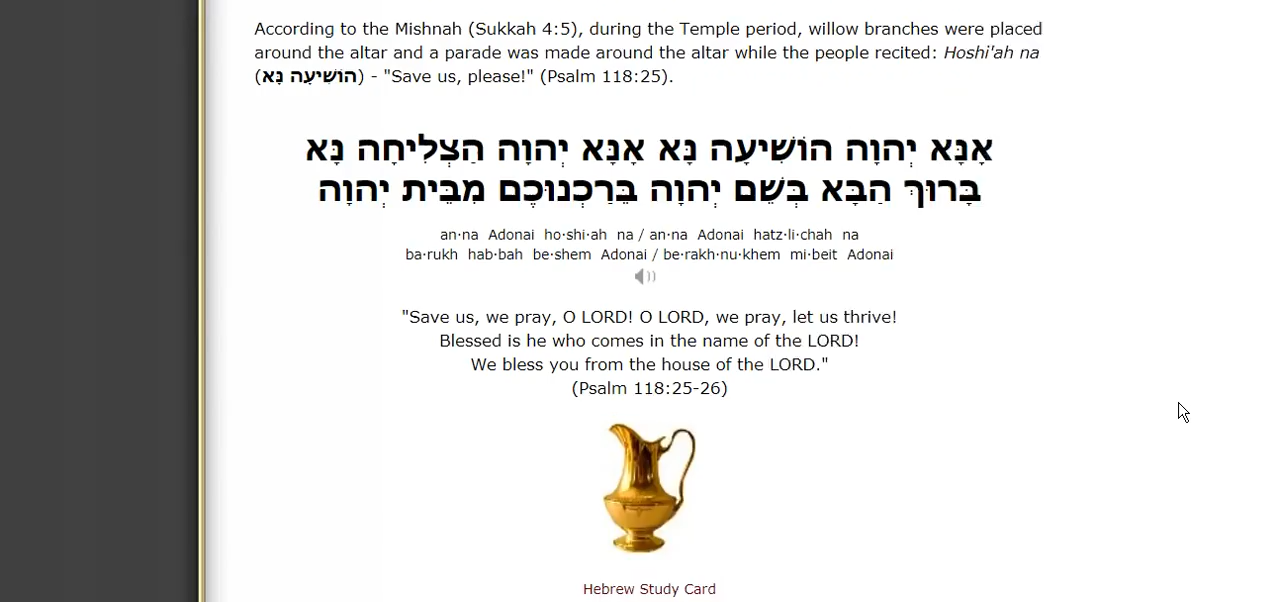 According to the Mishnah (Sukkah 4:5), during the Temple period, willow branches were placed
around the altar and a parade was made around the altar while the people recited: Hoshi'ah na
(הוֹשִׁיעָה נָּא) - "Save us, please!" (Psalm 118:25).
אָנָּא יְהוָה הוֹשִׁיעָה נָּא אָנָּא יְהוָה הַצְלִיחָה נָּא
בָּרוּךְ הַבָּא בְּשֵׁם יְהוָה בֵּרַכְנוּכֶם מִבֵּית יְהוָה
an·na Adonai ho·shi·ah na / an·na Adonai hatz·li·chah na
ba·rukh hab·bah be·shem Adonai / be·rakh·nu·khem mi·beit Adonai
"Save us, we pray, O LORD! O LORD, we pray, let us thrive!
Blessed is he who comes in the name of the LORD!
We bless you from the house of the LORD."
(Psalm 118:25-26)
Hebrew Study Card